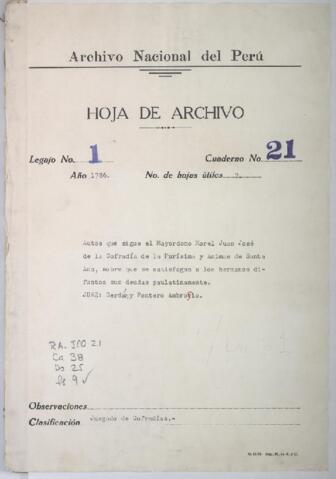 Archivo Nacional del Perú
HOJA DE ARCHIVO
Legajo No. 1 Cuaderno No. 21
Año 1786. No. de hojas útiles
Autos que sigue el Mayordomo Moral Juan José
de la Cofradía de la Purísima y Animas de Santa
Ana, sobre que se satisfagan a los hermanos di-
funtos sus deudas paulatinamente.
JUEZ: Cerdán y Pontero Ambrosio.
RA. JPO 21
Ca 38
Do 25
fs 9 ✓
Observaciones
Clasificación Juzgado de Cofradías.-